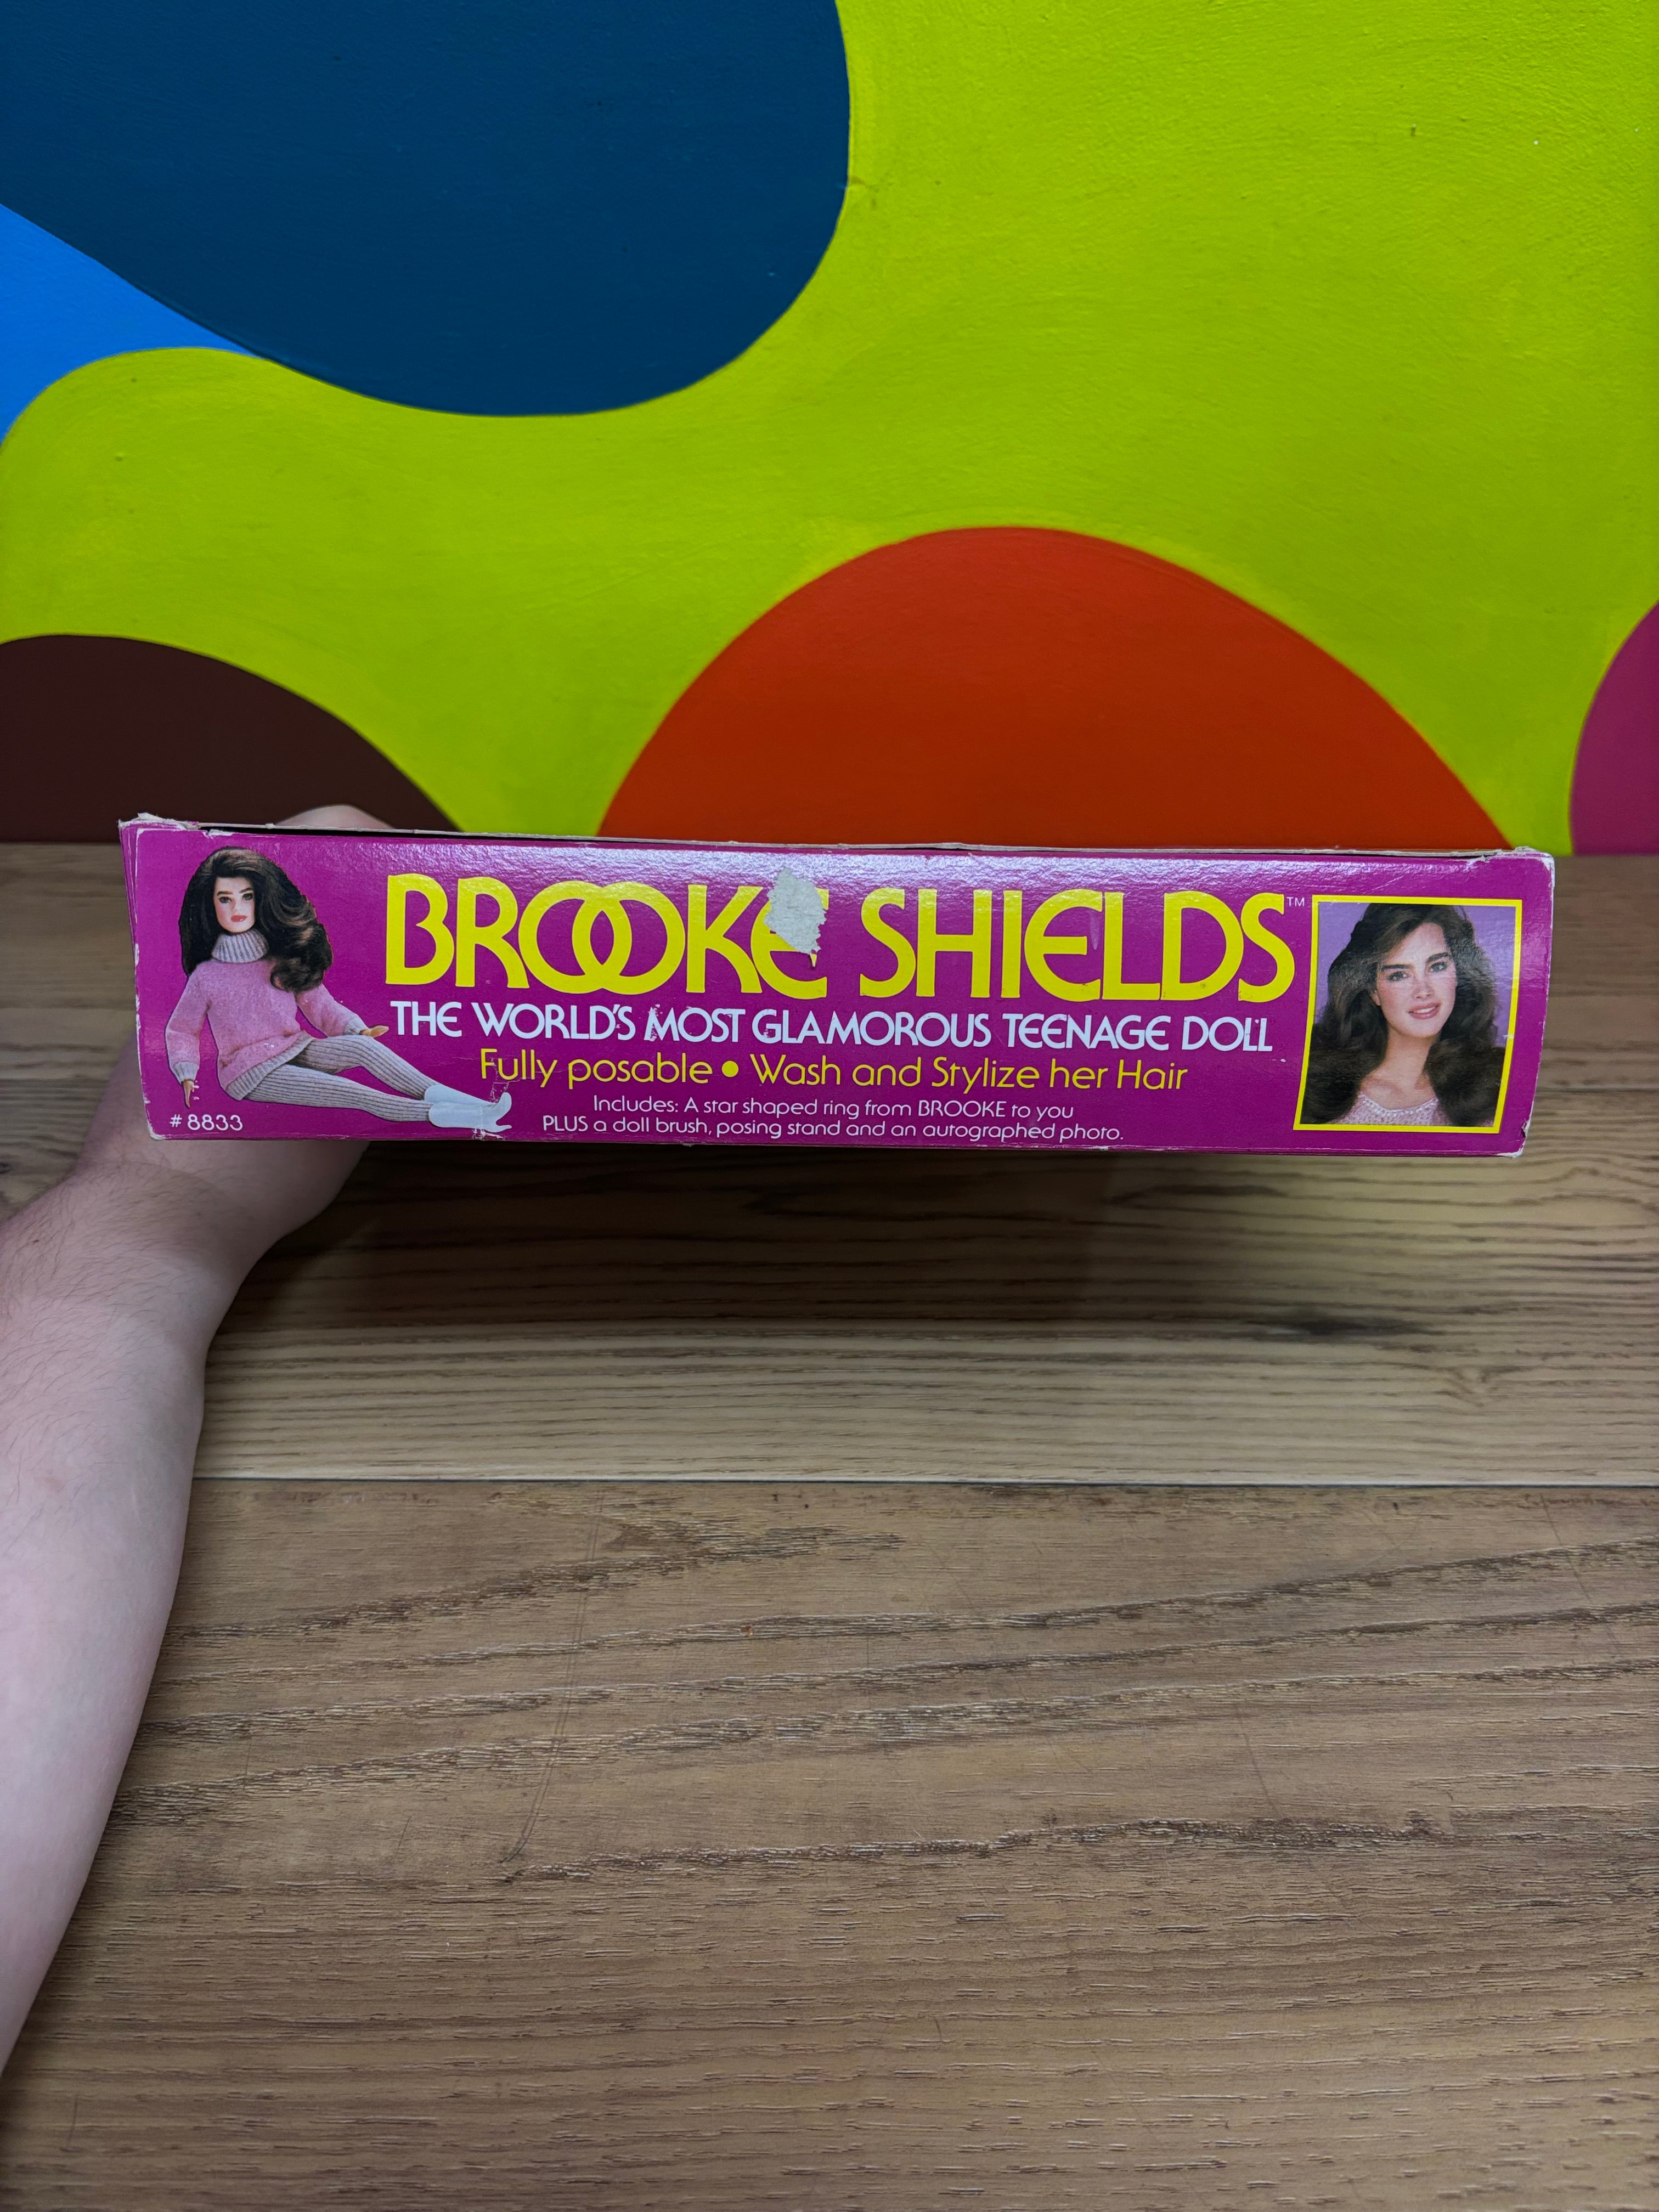 BROOKE SHIELDS™
THE WORLD'S MOST GLAMOROUS TEENAGE DOLL
Fully posable • Wash and Stylize her Hair
Includes: A star shaped ring from BROOKE to you
PLUS a doll brush, posing stand and an autographed photo.
#8833